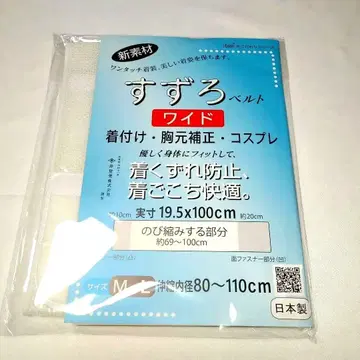 新素材
ワンタッチ着装、美しい着姿を保ちます。
すずろベルト
ワイド
着付け・胸元補正・コスプレ
優しく身体にフィットして、
着くずれ防止、
着ごこち快適。
実寸 19.5x100cm 約20cm
のび縮みする部分
約69〜100cm
面ファスナー部分
サイズ M-L 伸縮内径80〜110cm
日本製